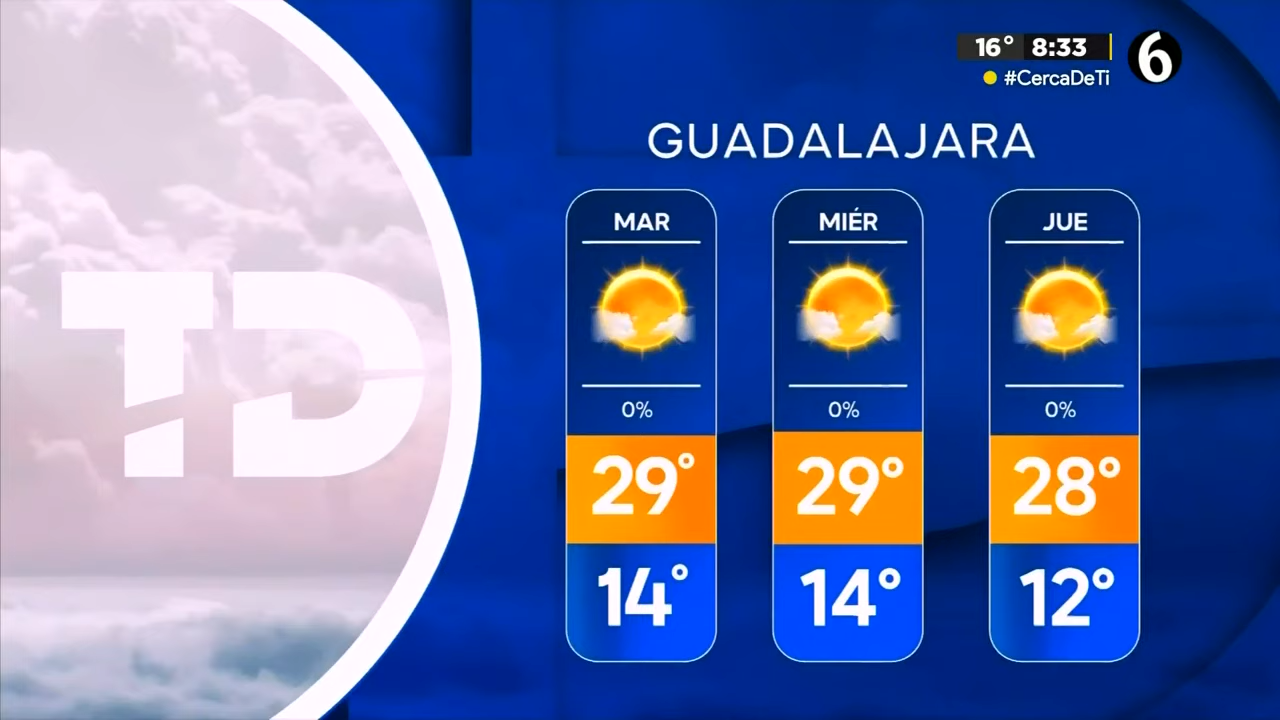 16° 8:33
#CercaDeTi
6
GUADALAJARA
TD
MAR MIÉR JUE
0% 0% 0%
29° 29° 28°
14° 14° 12°